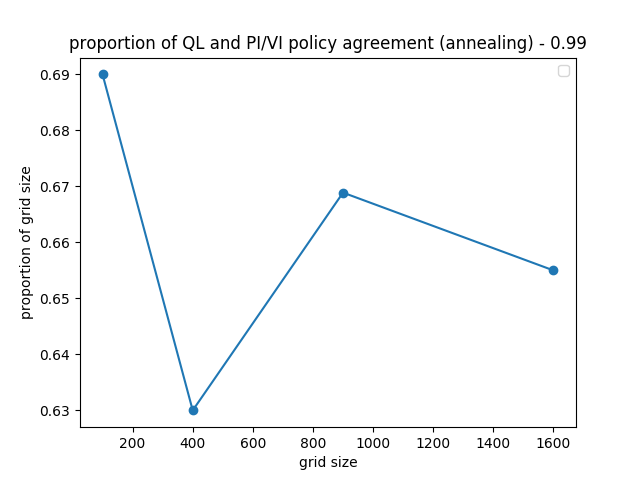 proportion of QL and PI/VI policy agreement (annealing) - 0.99
0.69
0.68
0.67
0.66
0.65
0.64
0.63
proportion of grid size
200 400 600 800 1000 1200 1400 1600
grid size